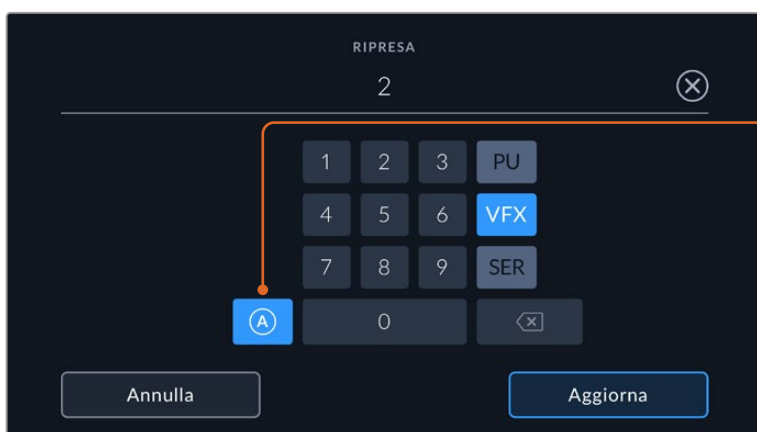 RIPRESA
2
1 2 3 PU
4 5 6 VFX
7 8 9 SER
A 0
Annulla Aggiorna